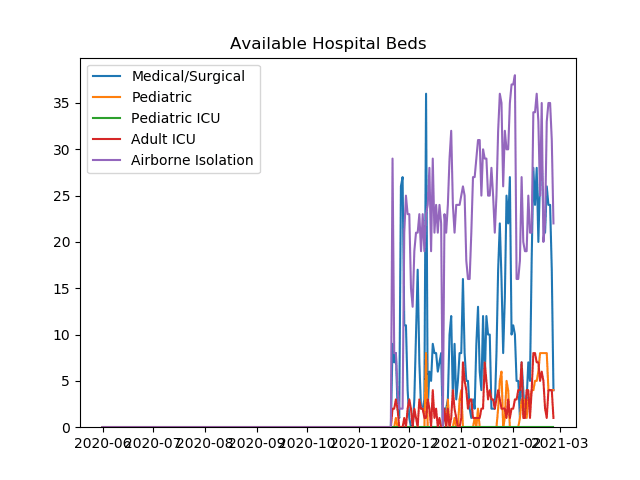 Available Hospital Beds
Medical/Surgical
Pediatric
Pediatric ICU
Adult ICU
Airborne Isolation
35
30
25
20
15
10
5
0
2020-06 2020-07 2020-08 2020-09 2020-10 2020-11 2020-12 2021-01 2021-02 2021-03